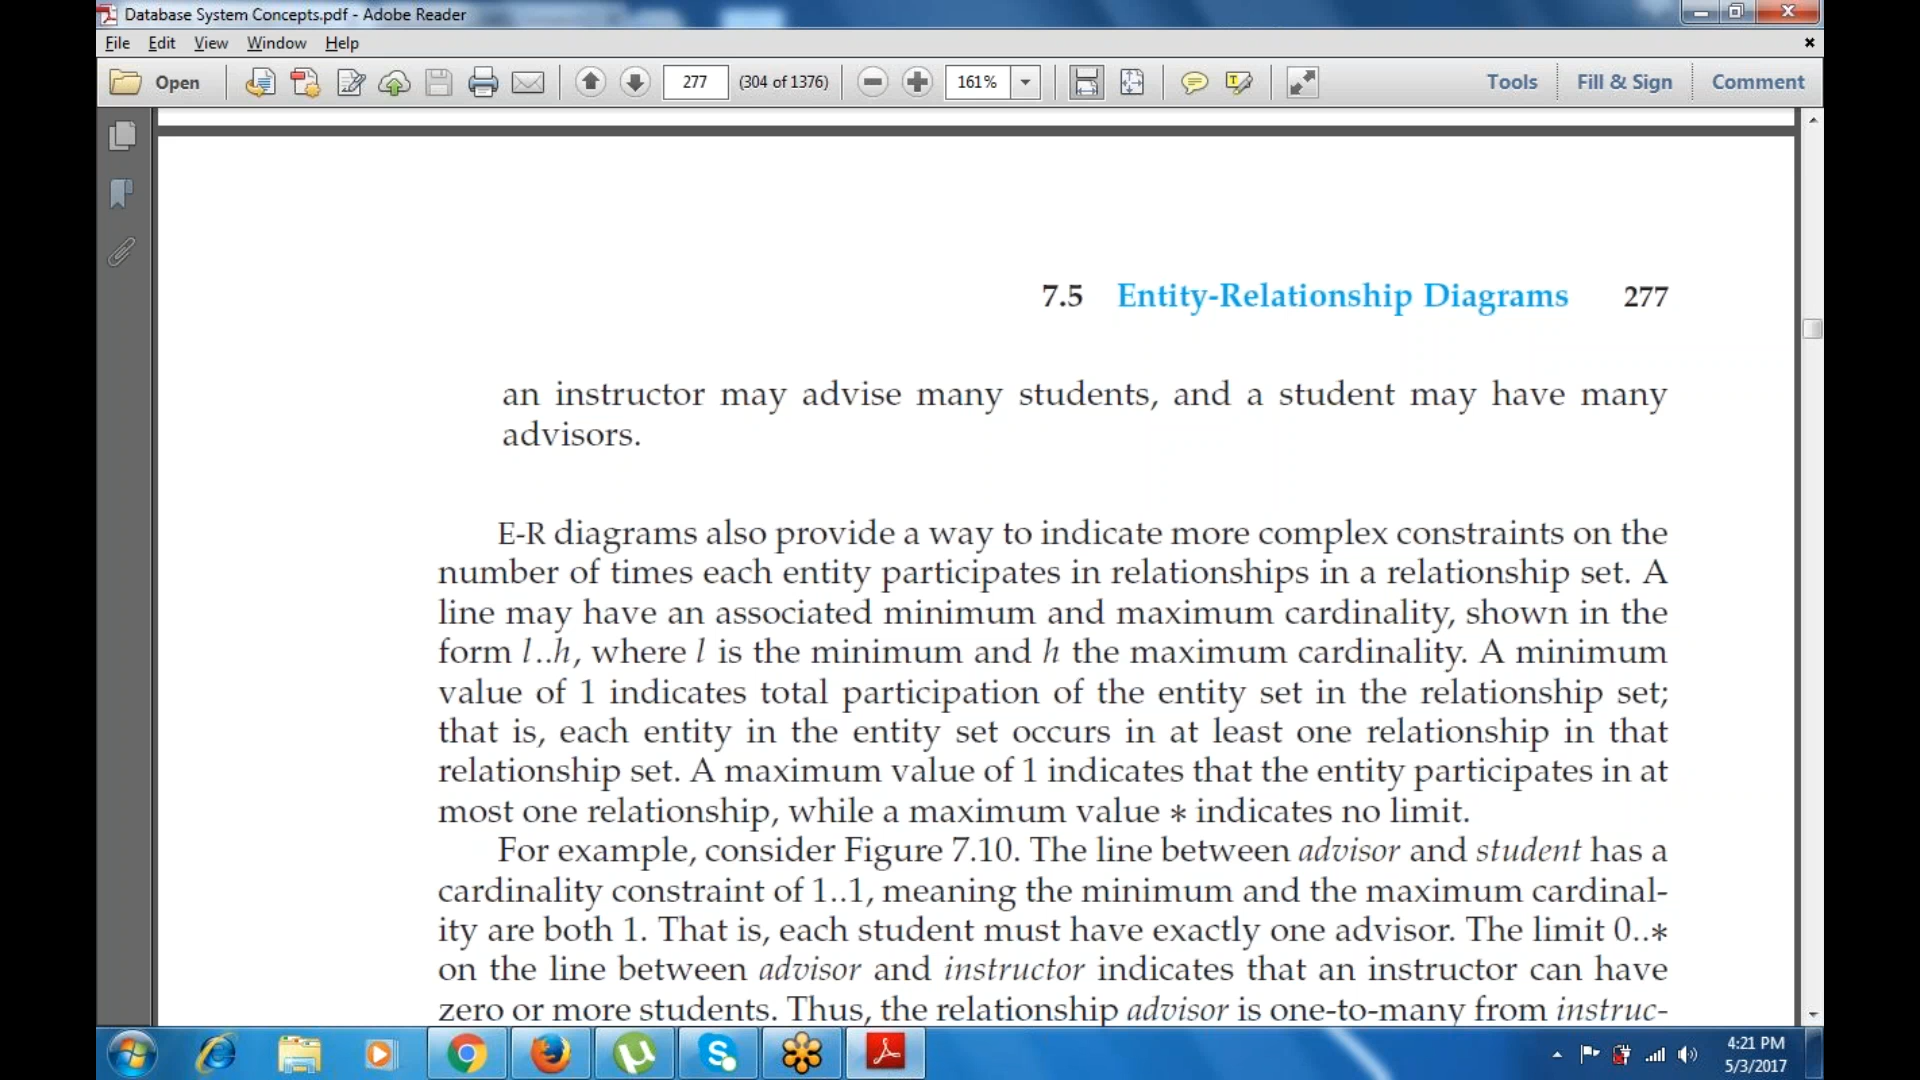 Database System Concepts.pdf - Adobe Reader
File Edit View Window Help
Open 277 (304 of 1376) 161% Tools Fill & Sign Comment
7.5 Entity-Relationship Diagrams 277
an instructor may advise many students, and a student may have many
advisors.
E-R diagrams also provide a way to indicate more complex constraints on the
number of times each entity participates in relationships in a relationship set. A
line may have an associated minimum and maximum cardinality, shown in the
form l..h, where l is the minimum and h the maximum cardinality. A minimum
value of 1 indicates total participation of the entity set in the relationship set;
that is, each entity in the entity set occurs in at least one relationship in that
relationship set. A maximum value of 1 indicates that the entity participates in at
most one relationship, while a maximum value ∗ indicates no limit.
For example, consider Figure 7.10. The line between advisor and student has a
cardinality constraint of 1..1, meaning the minimum and the maximum cardinal-
ity are both 1. That is, each student must have exactly one advisor. The limit 0..∗
on the line between advisor and instructor indicates that an instructor can have
zero or more students. Thus, the relationship advisor is one-to-many from instruc-
4:21 PM
5/3/2017